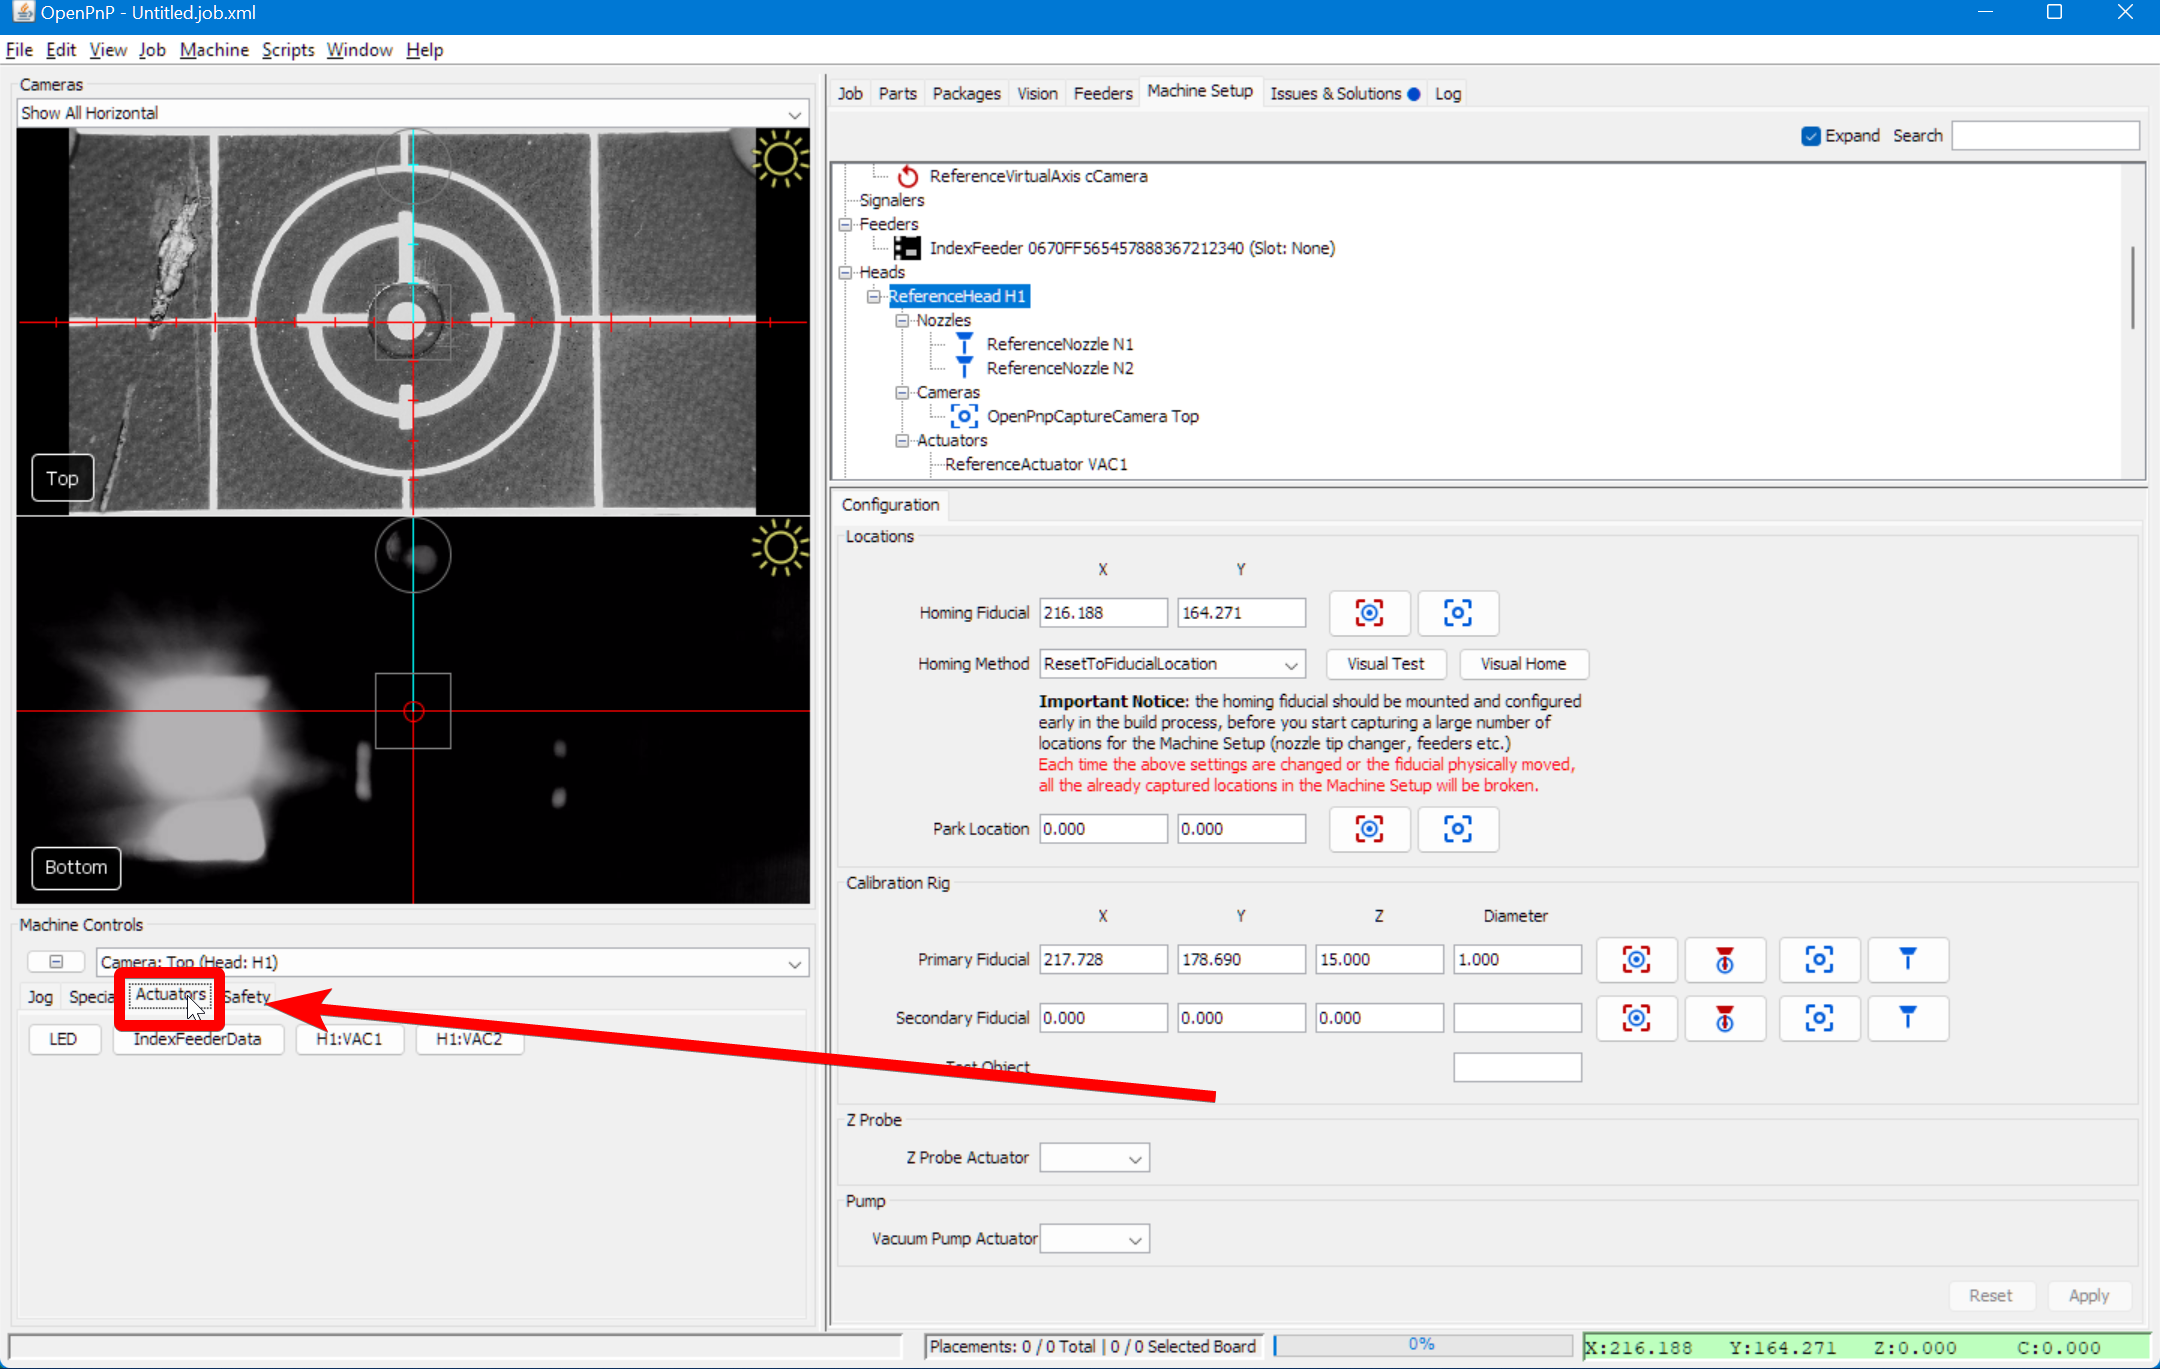 OpenPnP - Untitled.job.xml
File Edit View Job Machine Scripts Window Help
Cameras
Show All Horizontal
Top
Bottom
Machine Controls
Camera: Top (Head: H1)
Jog Specia Actuators Safety
LED IndexFeederData H1:VAC1 H1:VAC2
Job Parts Packages Vision Feeders Machine Setup Issues & Solutions Log
Expand Search
ReferenceVirtualAxis cCamera
Signalers
Feeders
IndexFeeder 0670FF565457888367212340 (Slot: None)
Heads
ReferenceHead H1
Nozzles
ReferenceNozzle N1
ReferenceNozzle N2
Cameras
OpenPnpCaptureCamera Top
Actuators
ReferenceActuator VAC1
Configuration
Locations
X Y
Homing Fiducial 216.188 164.271
Homing Method ResetToFiducialLocation Visual Test Visual Home
Important Notice: the homing fiducial should be mounted and configured
early in the build process, before you start capturing a large number of
locations for the Machine Setup (nozzle tip changer, feeders etc.)
Each time the above settings are changed or the fiducial physically moved,
all the already captured locations in the Machine Setup will be broken.
Park Location 0.000 0.000
Calibration Rig
X Y Z Diameter
Primary Fiducial 217.728 178.690 15.000 1.000
Secondary Fiducial 0.000 0.000 0.000
Test Object
Z Probe
Z Probe Actuator
Pump
Vacuum Pump Actuator
Reset Apply
Placements: 0 / 0 Total | 0 / 0 Selected Board 0% X:216.188 Y:164.271 Z:0.000 C:0.000